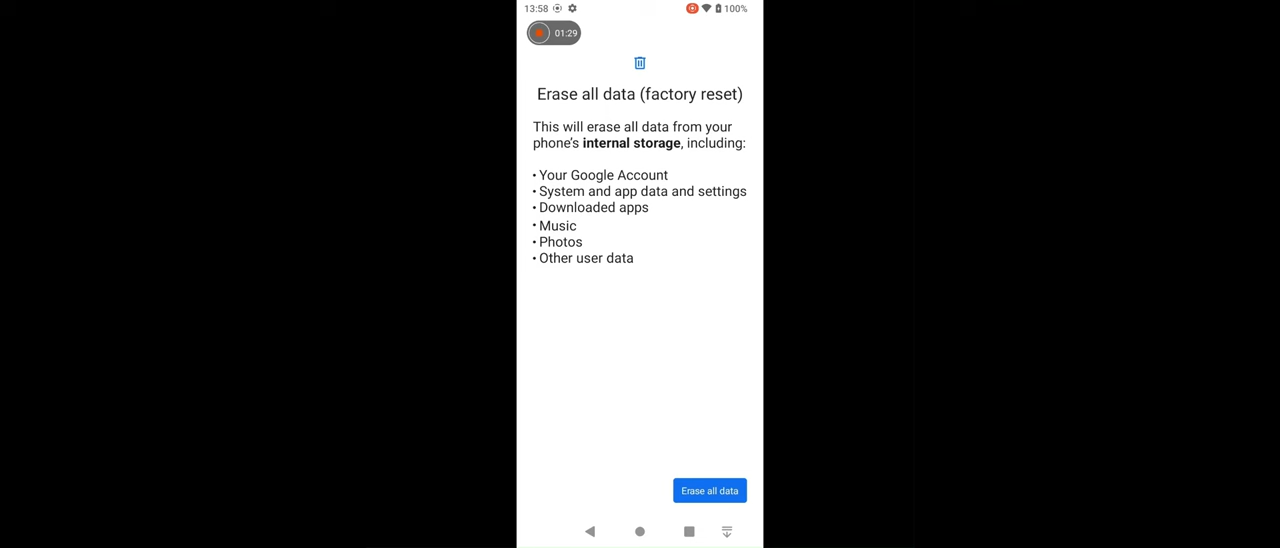 13:58 100%
01:29
Erase all data (factory reset)
This will erase all data from your
phone's internal storage, including:
• Your Google Account
• System and app data and settings
• Downloaded apps
• Music
• Photos
• Other user data
Erase all data